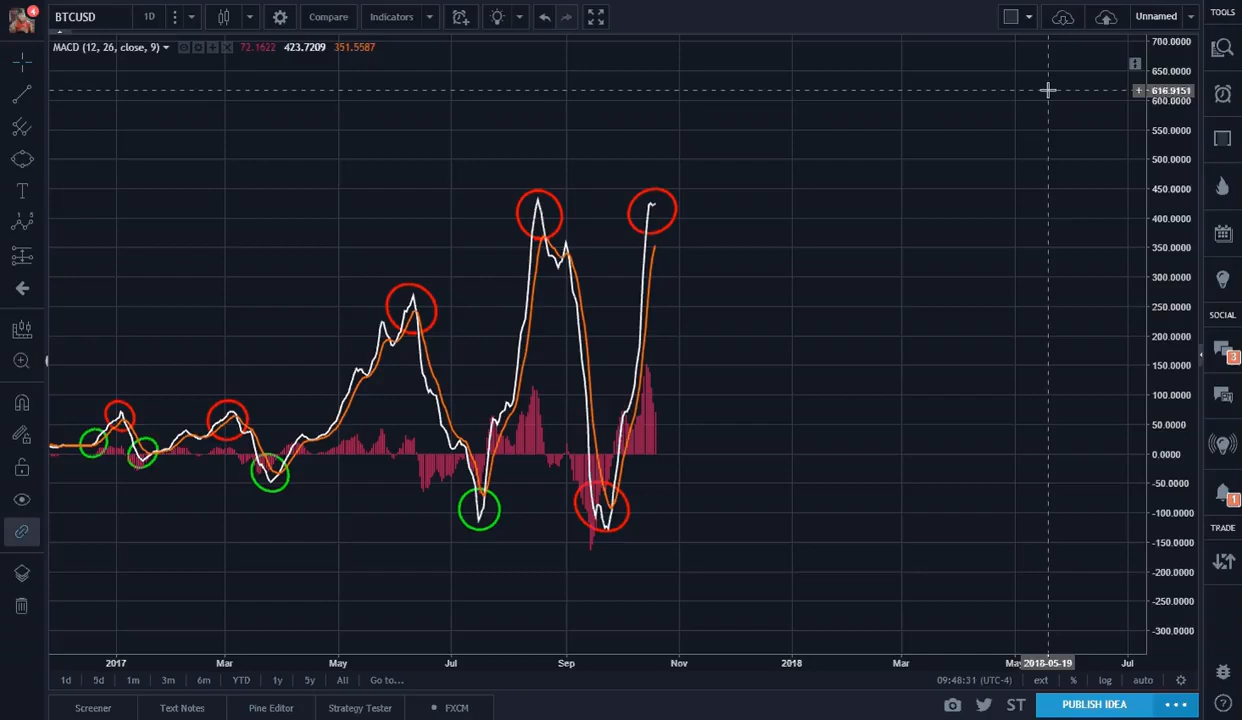 4
BTCUSD
1D
Compare
Indicators
Unnamed
TOOLS
MACD (12, 26, close, 9)
72.1622
423.7209
351.5587
700.0000
650.0000
616.9151
600.0000
550.0000
500.0000
450.0000
400.0000
350.0000
300.0000
250.0000
200.0000
150.0000
100.0000
50.0000
0.0000
-50.0000
-100.0000
-150.0000
-200.0000
-250.0000
-300.0000
SOCIAL
3
1
TRADE
2017
Mar
May
Jul
Sep
Nov
2018
Mar
May
2018-05-19
Jul
1d
5d
1m
3m
6m
YTD
1y
5y
All
Go to...
09:48:31 (UTC-4)
ext
%
log
auto
Screener
Text Notes
Pine Editor
Strategy Tester
FXCM
ST
PUBLISH IDEA